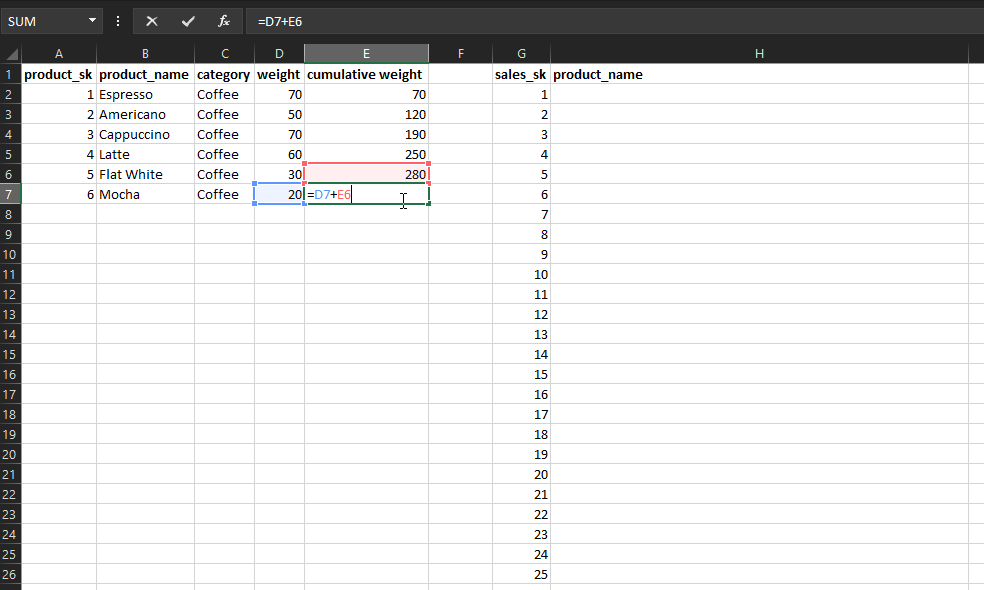 SUM fx =D7+E6
A B C D E F G H
1 product_sk product_name category weight cumulative weight sales_sk product_name
2 1 Espresso Coffee 70 70 1
3 2 Americano Coffee 50 120 2
4 3 Cappuccino Coffee 70 190 3
5 4 Latte Coffee 60 250 4
6 5 Flat White Coffee 30 280 5
7 6 Mocha Coffee 20 =D7+E6 6
8 7
9 8
10 9
11 10
12 11
13 12
14 13
15 14
16 15
17 16
18 17
19 18
20 19
21 20
22 21
23 22
24 23
25 24
26 25